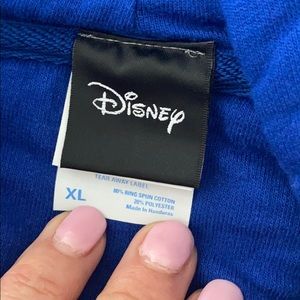 Disney
TEAR AWAY LABEL
XL
80% RING SPUN COTTON
20% POLYESTER
Made in Honduras